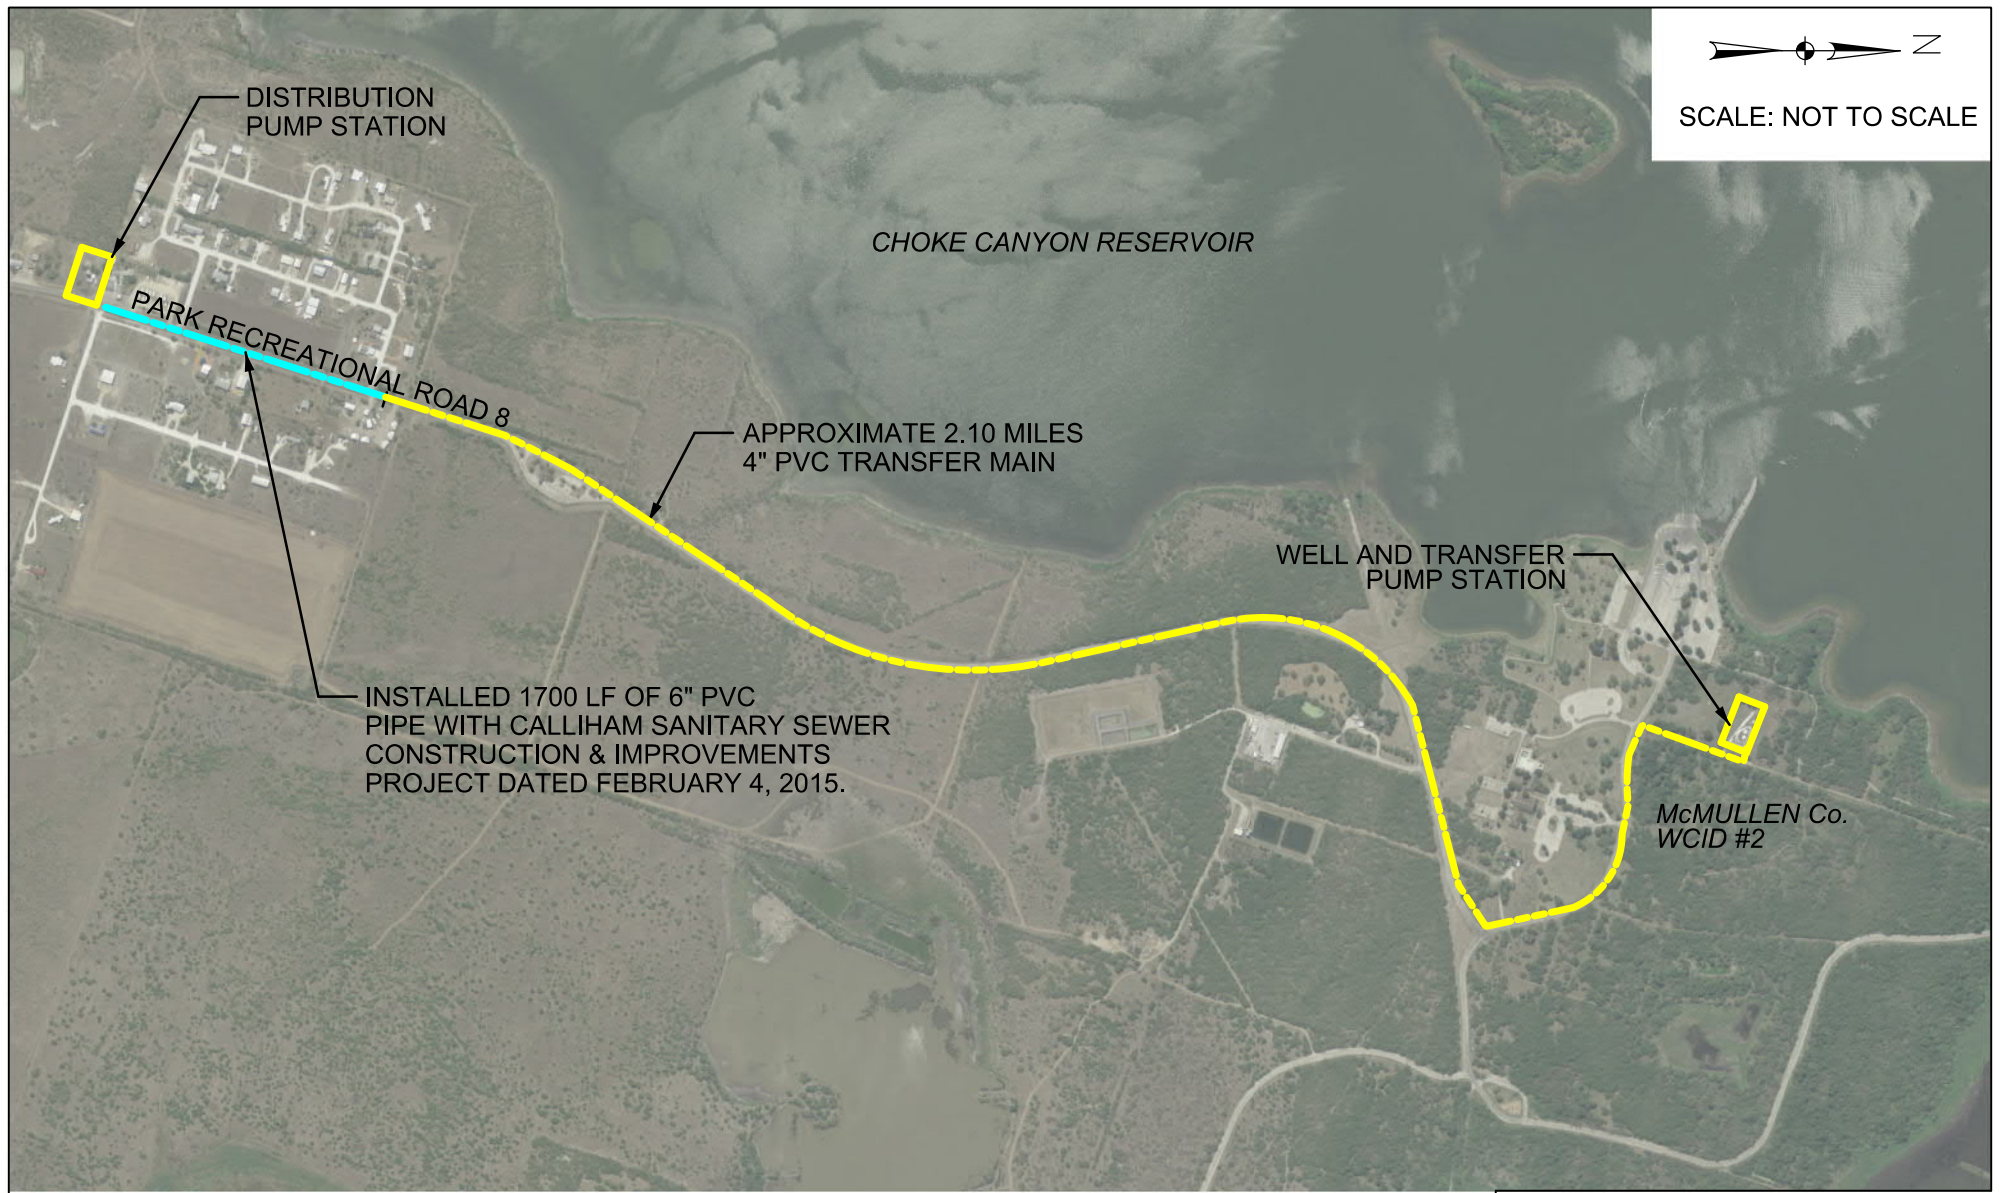 N
SCALE: NOT TO SCALE
DISTRIBUTION
PUMP STATION
CHOKE CANYON RESERVOIR
PARK RECREATIONAL ROAD 8
APPROXIMATE 2.10 MILES
4" PVC TRANSFER MAIN
WELL AND TRANSFER
PUMP STATION
INSTALLED 1700 LF OF 6" PVC
PIPE WITH CALLIHAM SANITARY SEWER
CONSTRUCTION & IMPROVEMENTS
PROJECT DATED FEBRUARY 4, 2015.
McMULLEN Co.
WCID #2